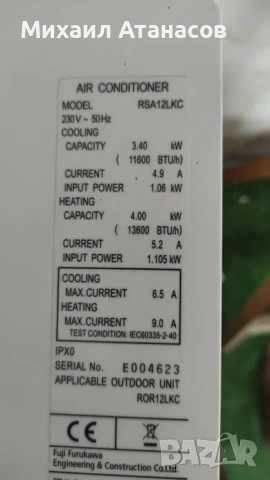 Михаил Атанасов
AIR CONDITIONER
MODEL RSA12LKC
230V ~ 50Hz
COOLING
CAPACITY 3.40 kW
( 11600 BTU/h)
CURRENT 4.9 A
INPUT POWER 1.06 kW
HEATING
CAPACITY 4.00 kW
( 13600 BTU/h)
CURRENT 5.2 A
INPUT POWER 1.105 kW
COOLING
MAX.CURRENT 6.5 A
HEATING
MAX.CURRENT 9.0 A
TEST CONDITION: IEC60335-2-40
IPX0
SERIAL No. E004623
APPLICABLE OUTDOOR UNIT
ROR12LKC
CE
Fuji Furukawa
Engineering & Construction Co.Ltd.
bazar.bg